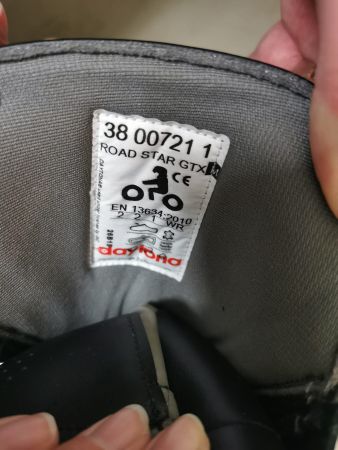 38 00721 1
ROAD STAR GTX M
CE
EN 13634:2010
2 2 1 WR
daytona